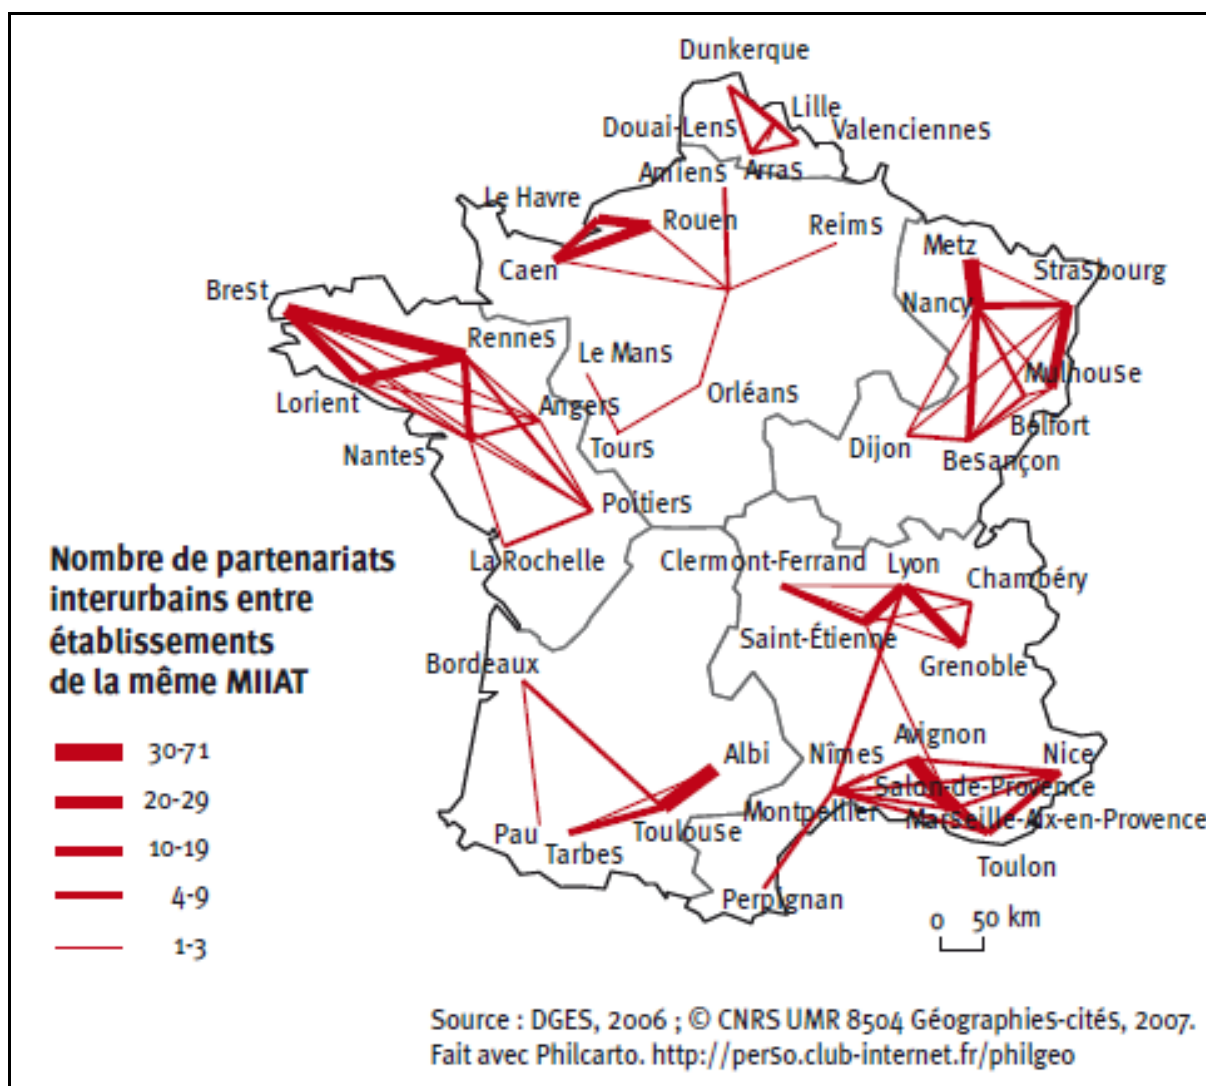 Dunkerque
Lille
Douai-Lens
Valenciennes
Amiens
Arras
Le Havre
Rouen
Reims
Metz
Caen
Strasbourg
Brest
Nancy
Rennes
Le Mans
Mulhouse
Orléans
Lorient
Angers
Belfort
Nantes
Tours
Dijon
Besançon
Poitiers
La Rochelle
Clermont-Ferrand
Lyon
Chambéry
Nombre de partenariats
interurbains entre
établissements
de la même MIIAT
Saint-Étienne
Grenoble
Bordeaux
Albi
Nîmes
Avignon
Nice
Salon-de-Provence
Montpellier
Marseille-Aix-en-Provence
Pau
Tarbes
Toulouse
Toulon
Perpignan
30-71
20-29
10-19
4-9
1-3
0 50 km
Source : DGES, 2006 ; © CNRS UMR 8504 Géographies-cités, 2007.
Fait avec Philcarto. http://perso.club-internet.fr/philgeo